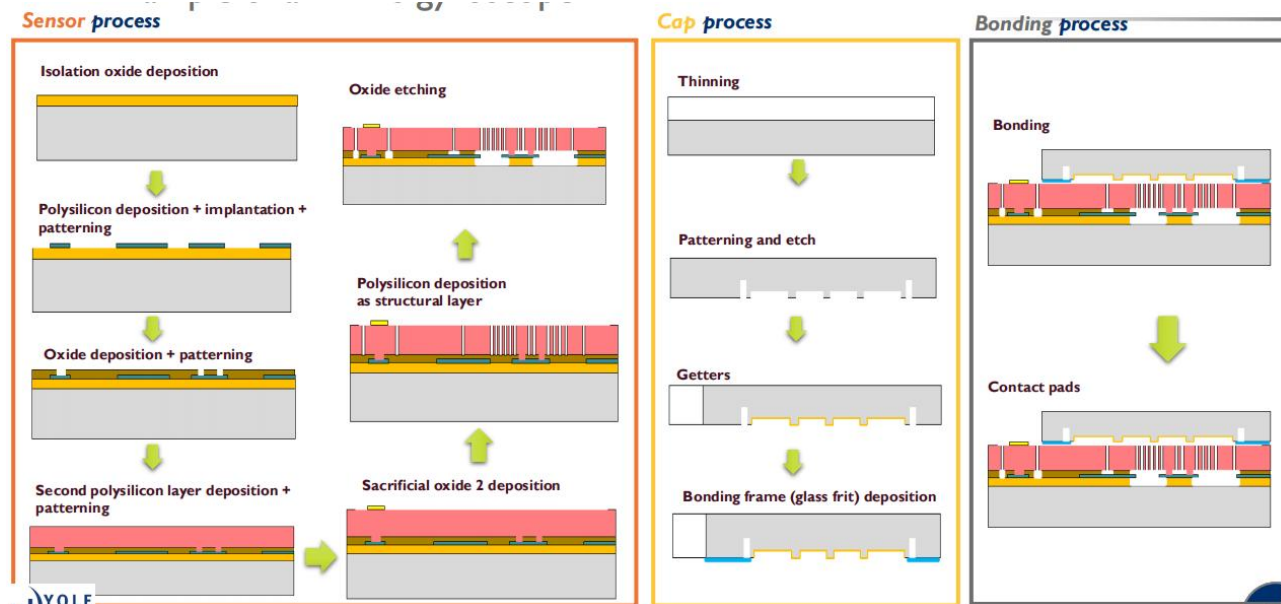 Sensor process
Isolation oxide deposition
Polysilicon deposition + implantation +
patterning
Oxide deposition + patterning
Second polysilicon layer deposition +
patterning
Oxide etching
Polysilicon deposition
as structural layer
Sacrificial oxide 2 deposition
YOLE
Cap process
Thinning
Patterning and etch
Getters
Bonding frame (glass frit) deposition
Bonding process
Bonding
Contact pads